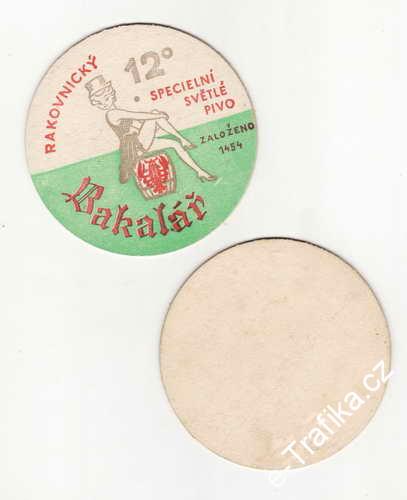 RAKOVNICKÝ
12°
SPECIELNÍ
SVĚTLÉ
PIVO
ZALOŽENO
1454
Bakalář
e-Trafika.cz